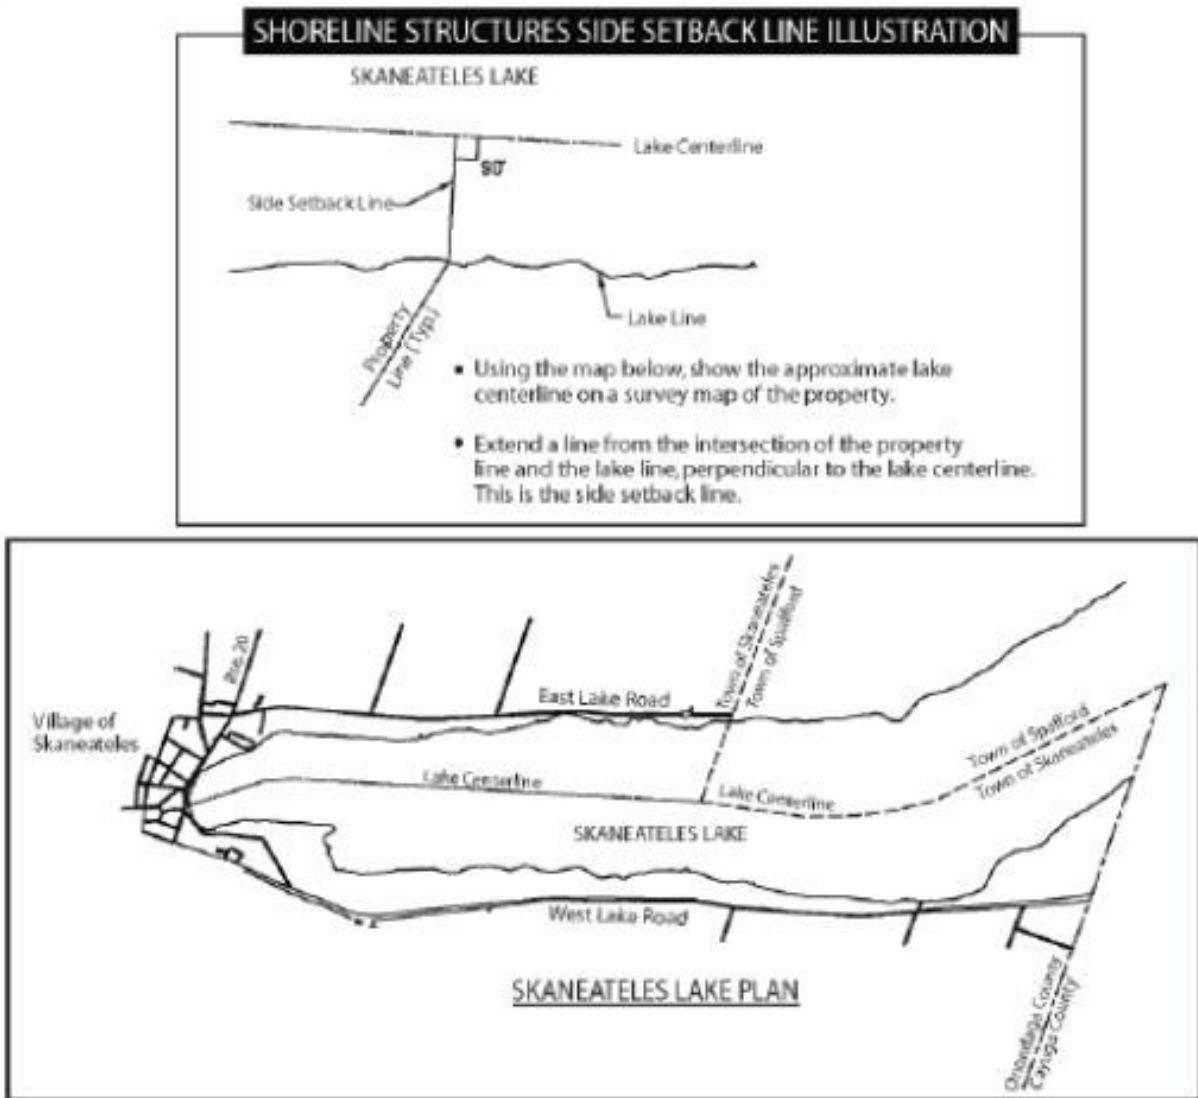 SHORELINE STRUCTURES SIDE SETBACK LINE ILLUSTRATION
SKANEATELES LAKE
Lake Centerline
90°
Side Setback Line
Lake Line
Property
Line (Typ.)
• Using the map below, show the approximate lake
centerline on a survey map of the property.
• Extend a line from the intersection of the property
line and the lake line, perpendicular to the lake centerline.
This is the side setback line.
Town of Skaneateles
Town of Spafford
Rte. 20
East Lake Road
Village of
Skaneateles
Town of Spafford
Town of Skaneateles
Lake Centerline
Lake Centerline
SKANEATELES LAKE
West Lake Road
SKANEATELES LAKE PLAN
Onondaga County
Cayuga County